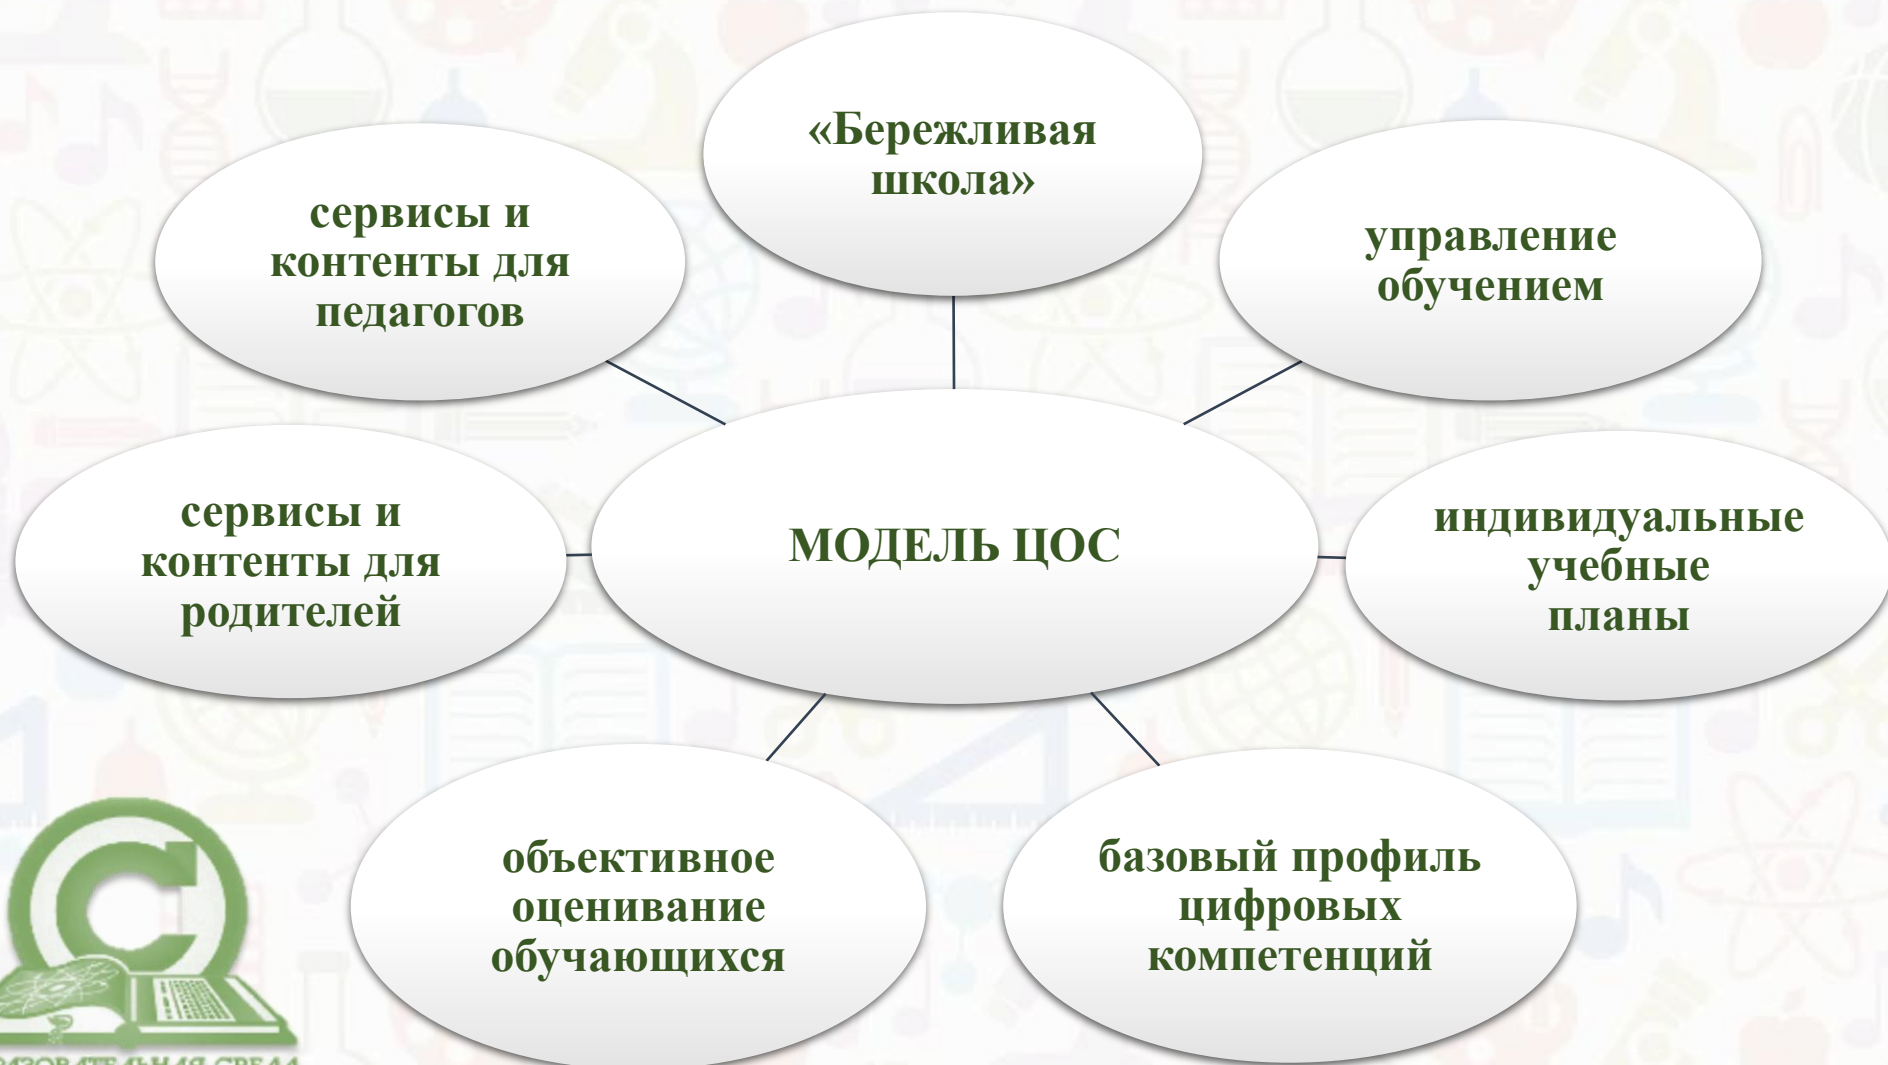 «Бережливая
школа»
сервисы и
контенты для
педагогов
управление
обучением
сервисы и
контенты для
родителей
МОДЕЛЬ ЦОС
индивидуальные
учебные
планы
объективное
оценивание
обучающихся
базовый профиль
цифровых
компетенций